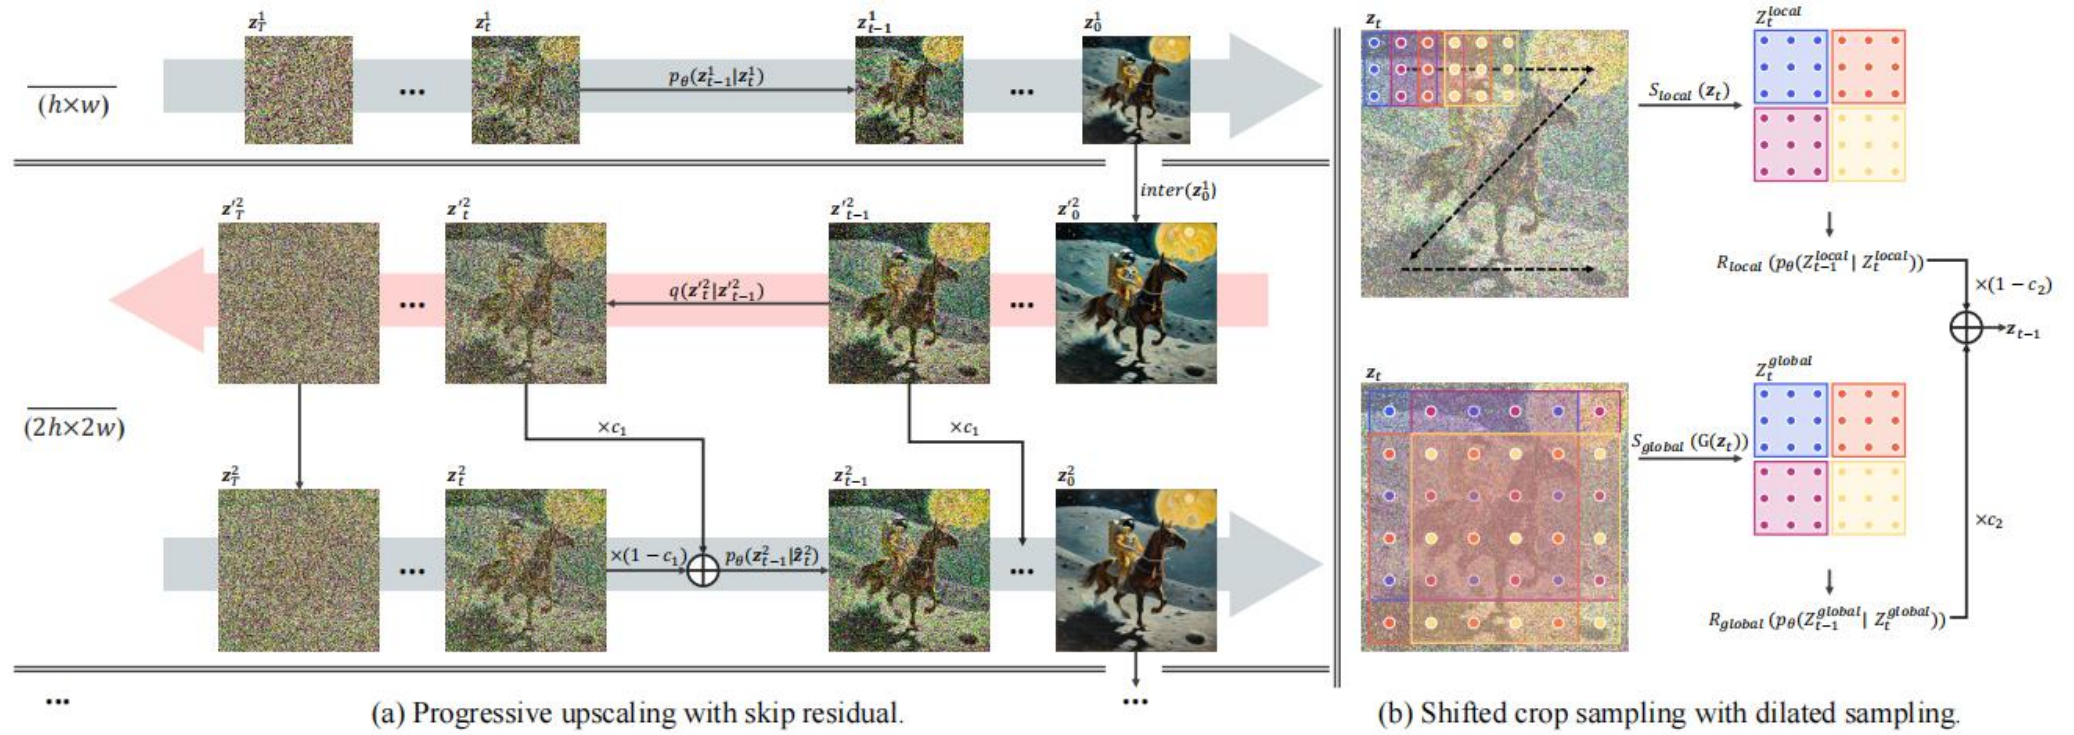 z_T^1
z_t^1
z_{t-1}^1
z_0^1
(h×w)
...
p_θ(z_{t-1}^1|z_t^1)
...
inter(z_0^1)
z'_T^2
z'_t^2
z'_{t-1}^2
z'_0^2
...
q(z'_t^2|z'_{t-1}^2)
...
(2h×2w)
×c_1
×c_1
z_T^2
z_t^2
z_{t-1}^2
z_0^2
...
×(1 − c_1)
p_θ(z_{t-1}^2|ẑ_t^2)
...
...
...
(a) Progressive upscaling with skip residual.
z_t
Z_t^{local}
S_{local} (z_t)
R_{local} (p_θ(Z_{t-1}^{local} | Z_t^{local}))
×(1 − c_2)
z_{t-1}
z_t
Z_t^{global}
S_{global} (G(z_t))
×c_2
R_{global} (p_θ(Z_{t-1}^{global} | Z_t^{global}))
(b) Shifted crop sampling with dilated sampling.